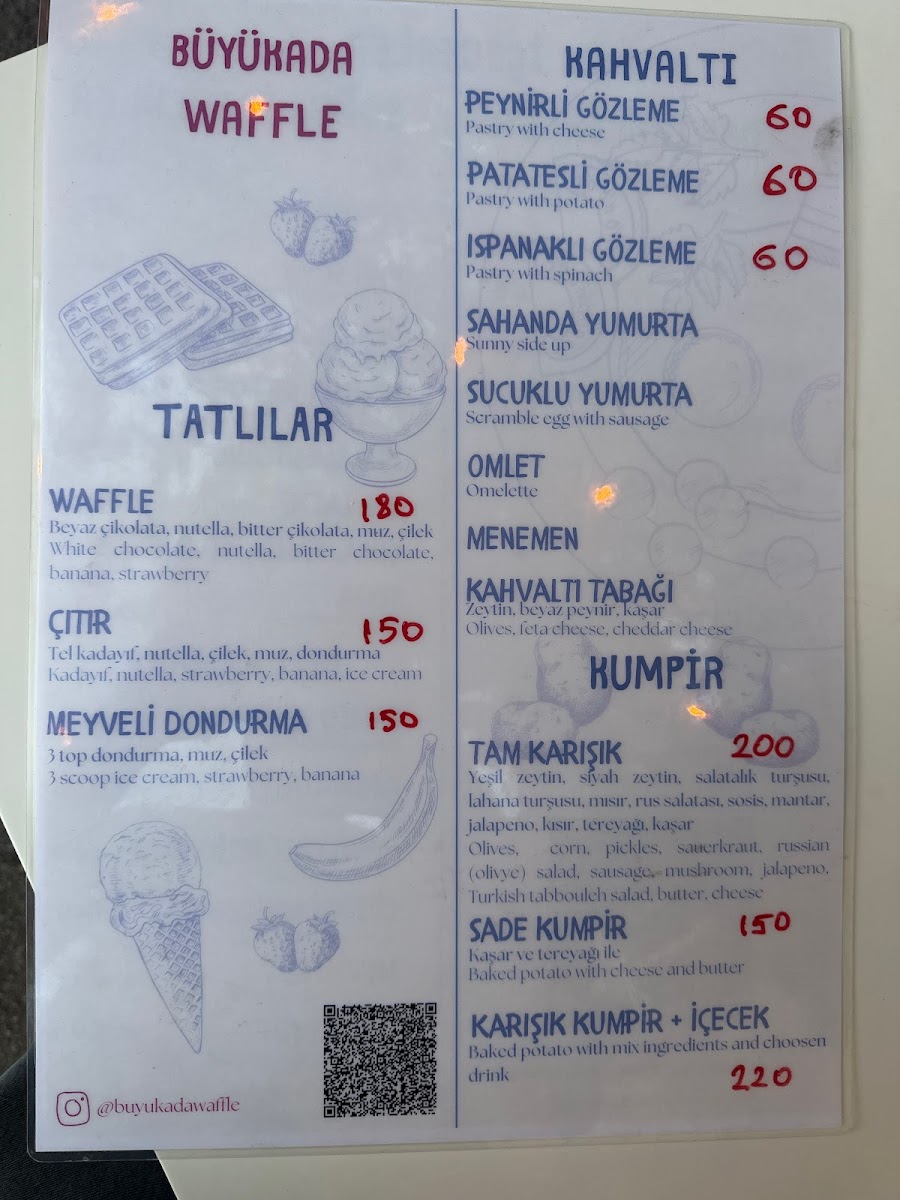 BÜYÜKADA
WAFFLE
TATLILAR
WAFFLE 180
Beyaz çikolata, nutella, bitter çikolata, muz, çilek
White chocolate, nutella, bitter chocolate,
banana, strawberry
ÇITIR 150
Tel kadayıf, nutella, çilek, muz, dondurma
Kadayıf, nutella, strawberry, banana, ice cream
MEYVELİ DONDURMA 150
3 top dondurma, muz, çilek
3 scoop ice cream, strawberry, banana
@buyukadawaffle
KAHVALTI
PEYNİRLİ GÖZLEME 60
Pastry with cheese
PATATESLİ GÖZLEME 60
Pastry with potato
ISPANAKLI GÖZLEME 60
Pastry with spinach
SAHANDA YUMURTA
Sunny side up
SUCUKLU YUMURTA
Scramble egg with sausage
OMLET
Omelette
MENEMEN
KAHVALTI TABAĞI
Zeytin, beyaz peynir, kaşar
Olives, feta cheese, cheddar cheese
KUMPİR
TAM KARIŞIK 200
Yeşil zeytin, siyah zeytin, salatalık turşusu,
lahana turşusu, mısır, rus salatası, sosis, mantar,
jalapeno, kısır, tereyağı, kaşar
Olives, corn, pickles, sauerkraut, russian
(olivye) salad, sausage, mushroom, jalapeno,
Turkish tabbouleh salad, butter, cheese
SADE KUMPİR 150
Kaşar ve tereyağı ile
Baked potato with cheese and butter
KARIŞIK KUMPİR + İÇECEK
Baked potato with mix ingredients and choosen
drink 220